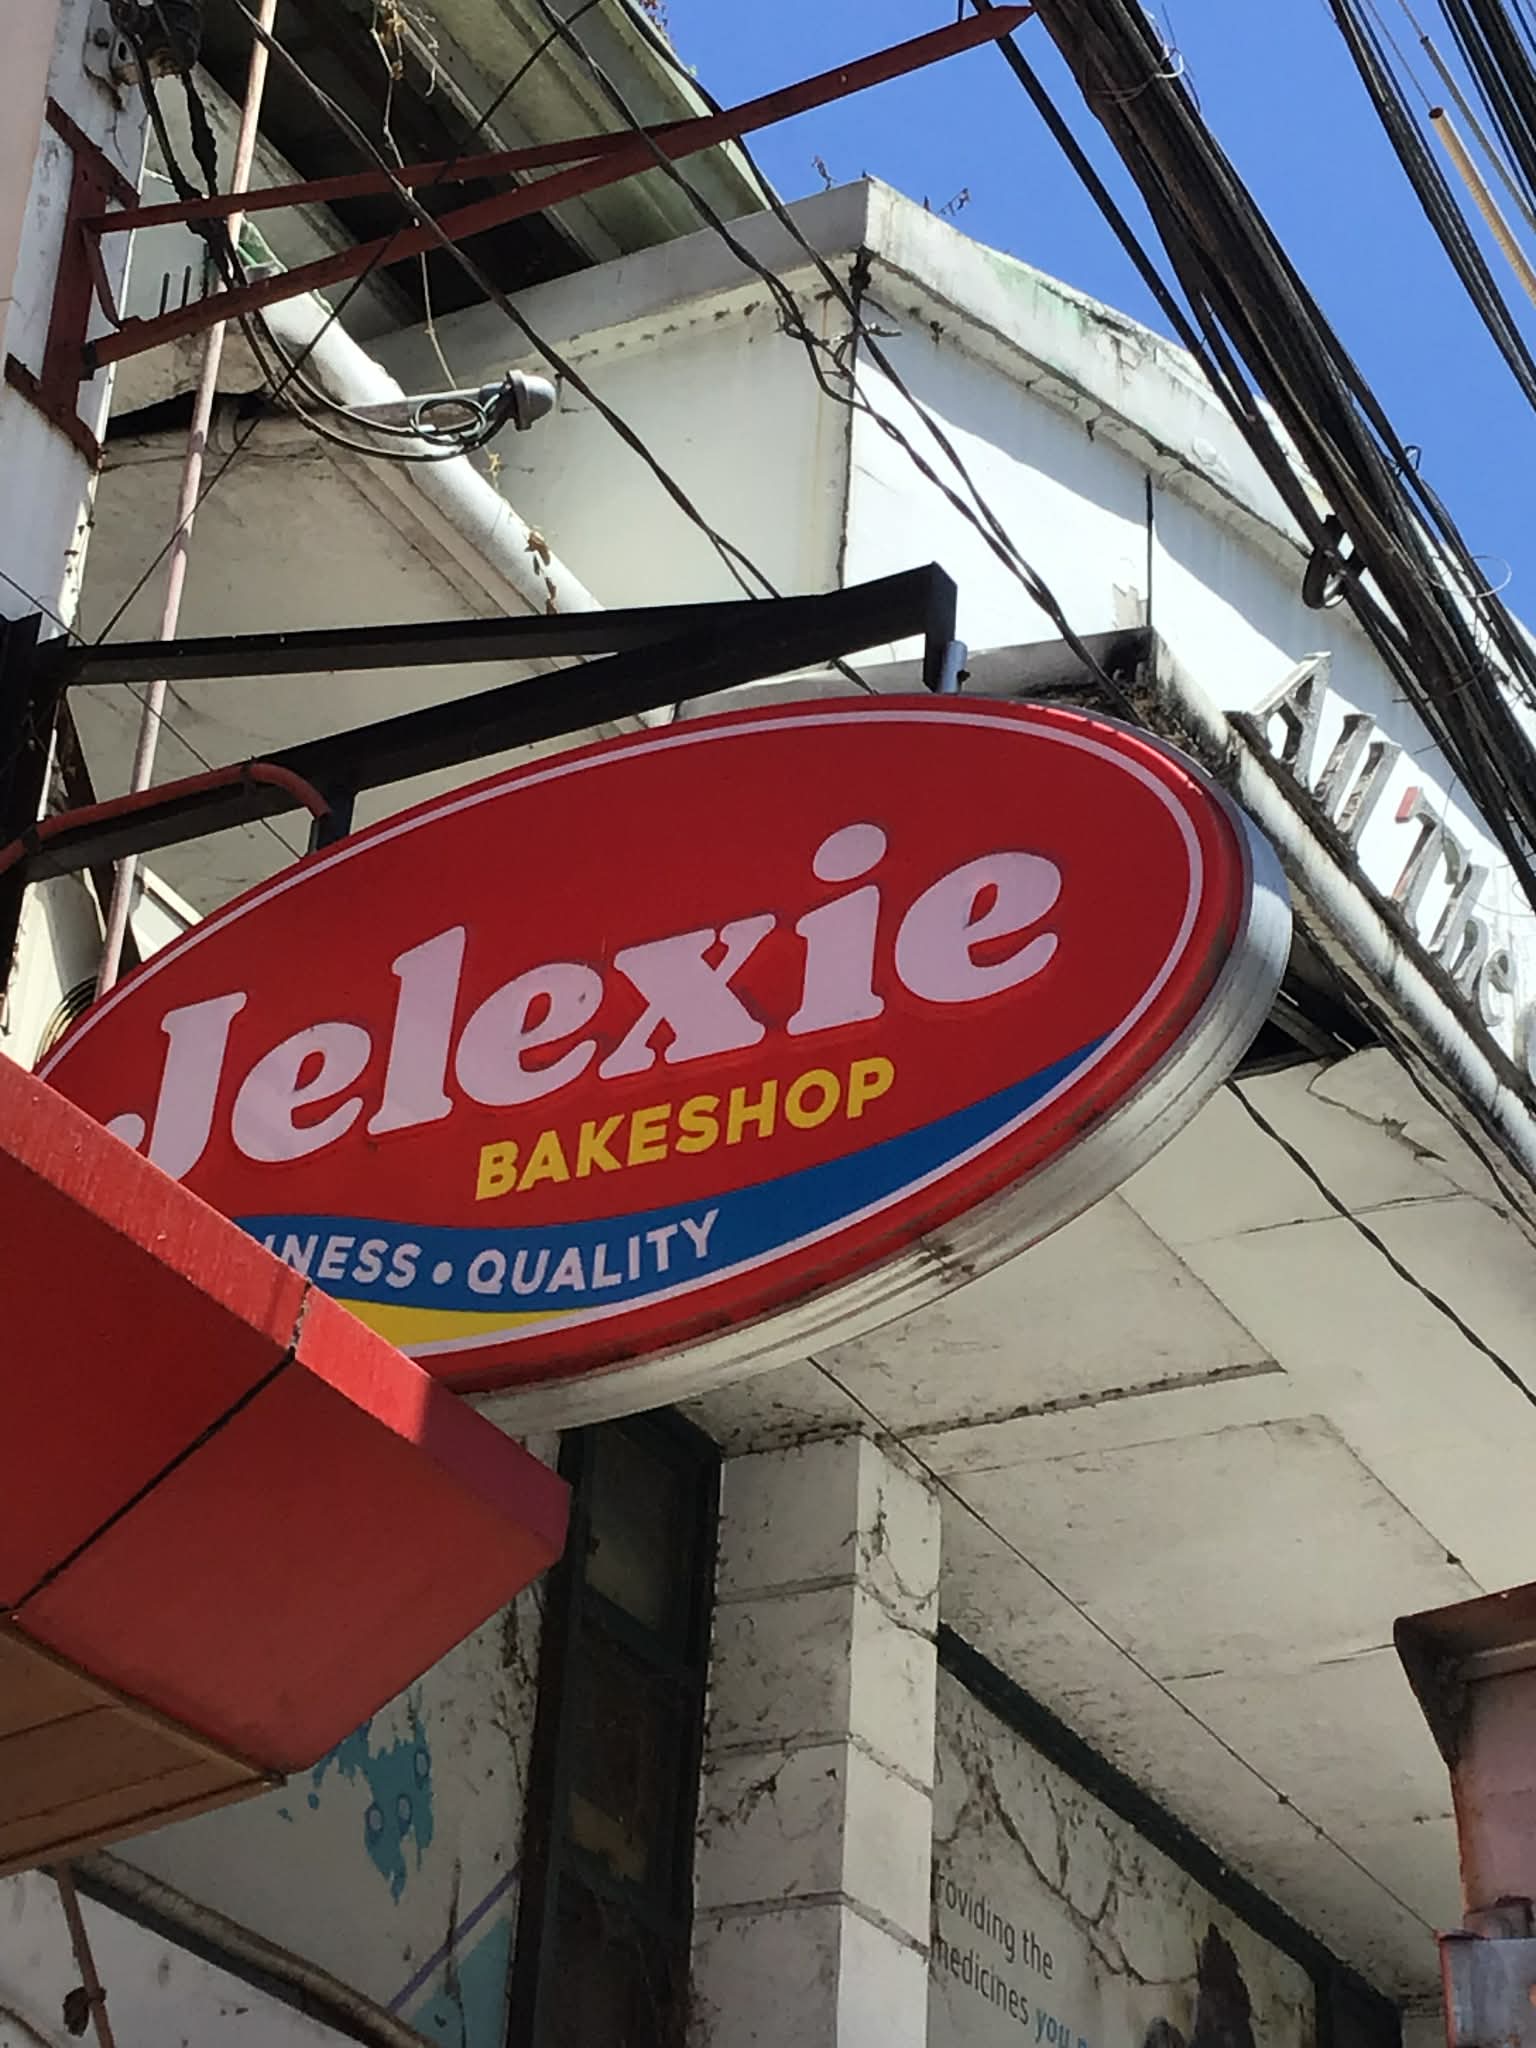 Jelexie
BAKESHOP
NESS • QUALITY
All The
roviding the
medicines you